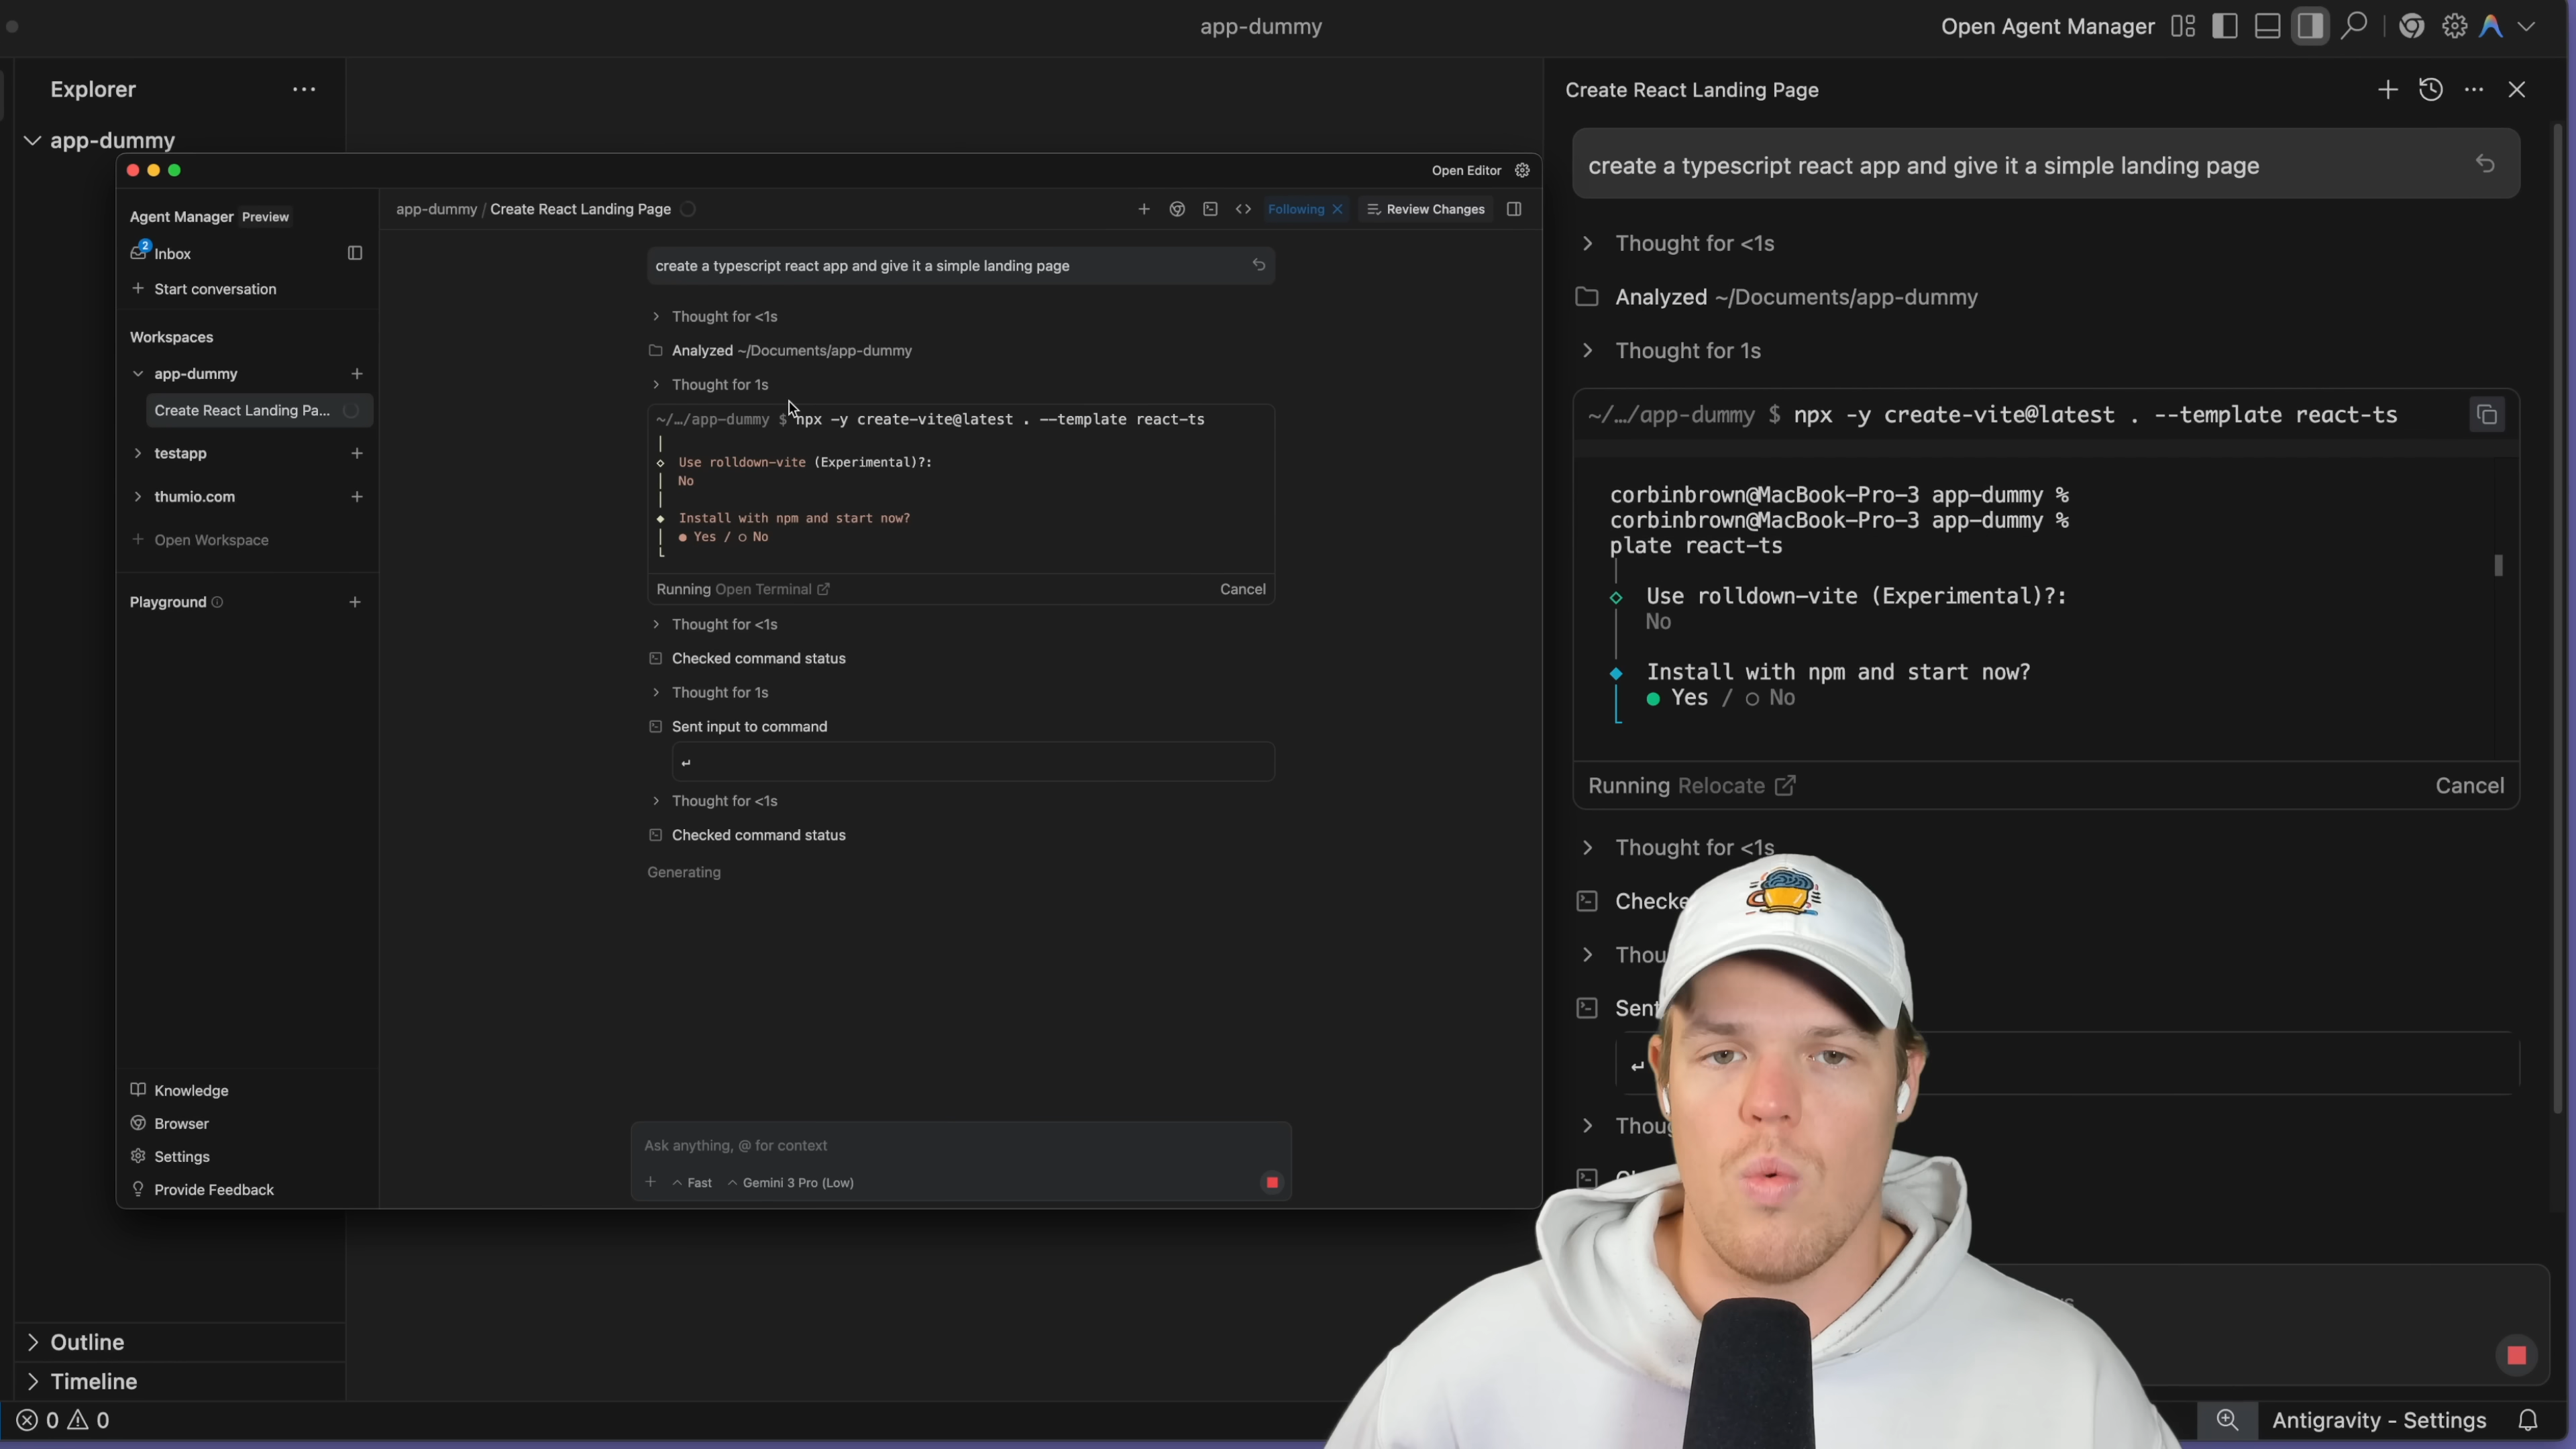 app-dummy
Open Agent Manager
Explorer
app-dummy
Open Editor
Agent Manager Preview
2
Inbox
Start conversation
Workspaces
app-dummy
Create React Landing Pa...
testapp
thumio.com
Open Workspace
Playground
Knowledge
Browser
Settings
Provide Feedback
app-dummy / Create React Landing Page
Following
Review Changes
create a typescript react app and give it a simple landing page
Thought for <1s
Analyzed ~/Documents/app-dummy
Thought for 1s
~/…/app-dummy $ npx -y create-vite@latest . --template react-ts
Use rolldown-vite (Experimental)?:
No
Install with npm and start now?
● Yes / ○ No
Running Open Terminal
Cancel
Thought for <1s
Checked command status
Thought for 1s
Sent input to command
↵
Thought for <1s
Checked command status
Generating
Ask anything, @ for context
Fast
Gemini 3 Pro (Low)
Create React Landing Page
create a typescript react app and give it a simple landing page
Thought for <1s
Analyzed ~/Documents/app-dummy
Thought for 1s
~/…/app-dummy $ npx -y create-vite@latest . --template react-ts
corbinbrown@MacBook-Pro-3 app-dummy %
corbinbrown@MacBook-Pro-3 app-dummy %
plate react-ts
Use rolldown-vite (Experimental)?:
No
Install with npm and start now?
● Yes / ○ No
Running Relocate
Cancel
Thought for <1s
Checke
Thou
Sent
↵
Thoug
Outline
Timeline
0
0
Antigravity - Settings